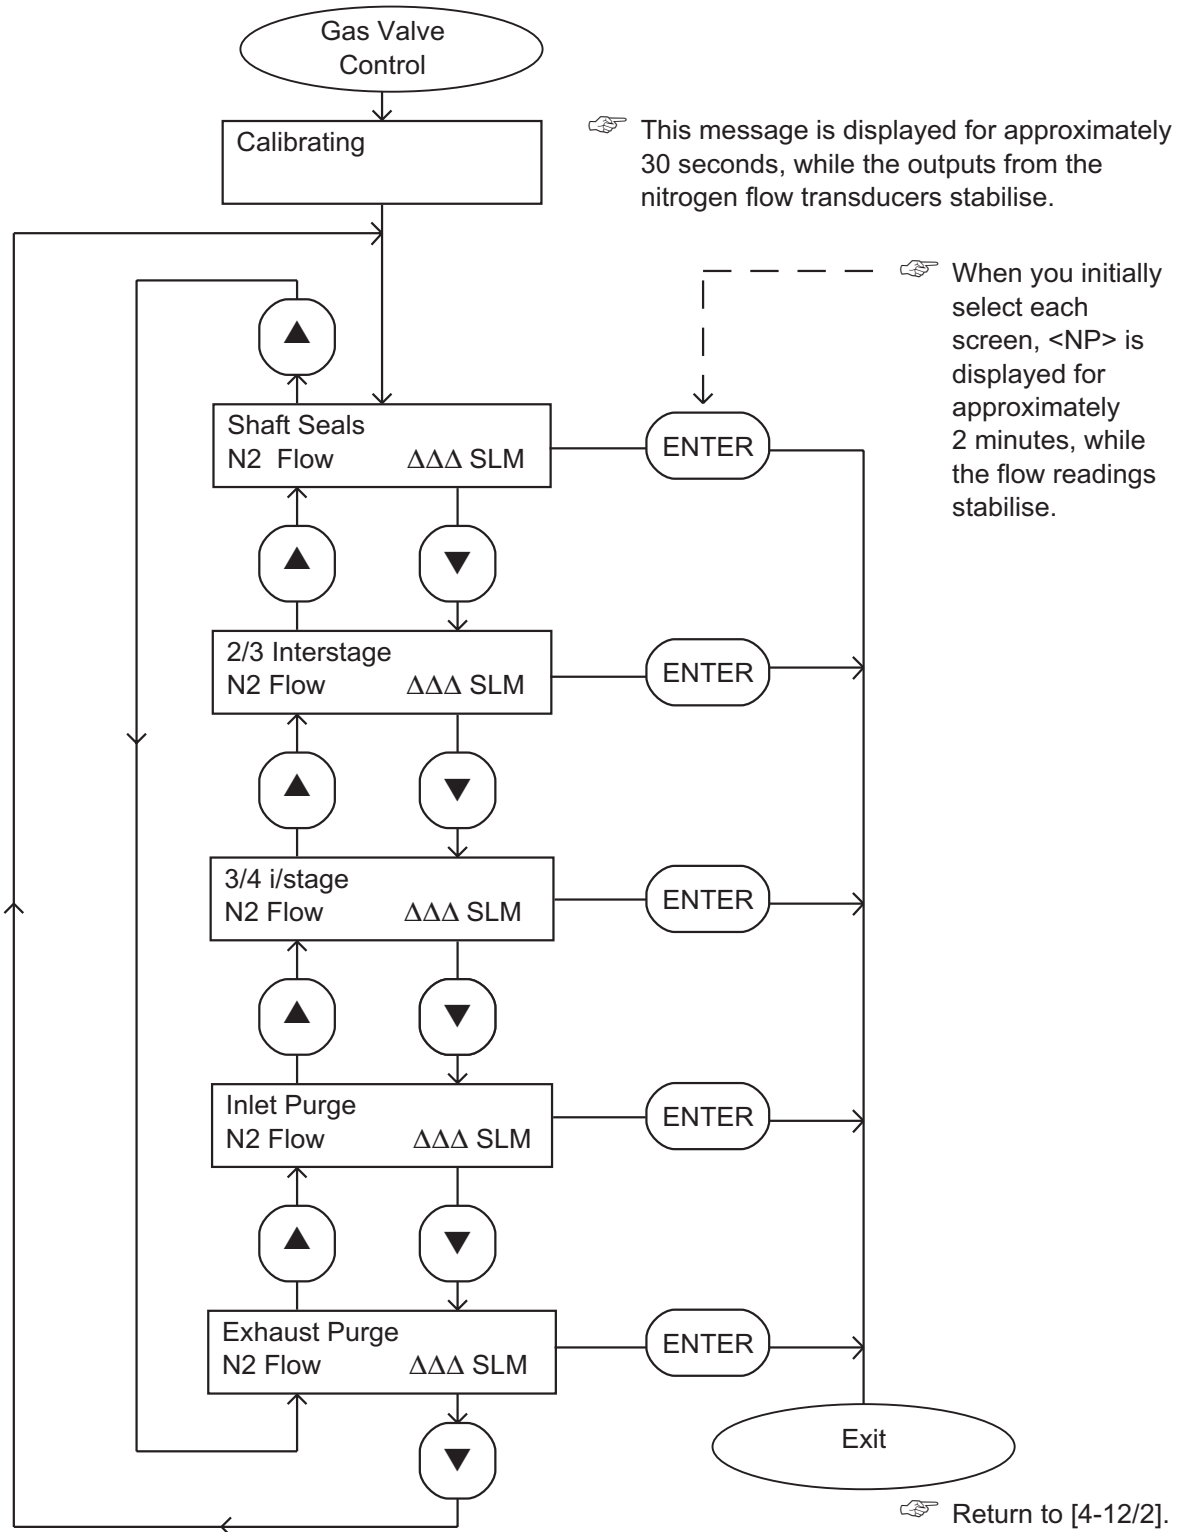 Gas Valve
Control
Calibrating
☞ This message is displayed for approximately
30 seconds, while the outputs from the
nitrogen flow transducers stabilise.
☞ When you initially
select each
screen, <NP> is
displayed for
approximately
2 minutes, while
the flow readings
stabilise.
▲
Shaft Seals
N2 Flow ΔΔΔ SLM
ENTER
▲ ▼
2/3 Interstage
N2 Flow ΔΔΔ SLM
ENTER
▲ ▼
3/4 i/stage
N2 Flow ΔΔΔ SLM
ENTER
▲ ▼
Inlet Purge
N2 Flow ΔΔΔ SLM
ENTER
▲ ▼
Exhaust Purge
N2 Flow ΔΔΔ SLM
ENTER
▼
Exit
☞ Return to [4-12/2].